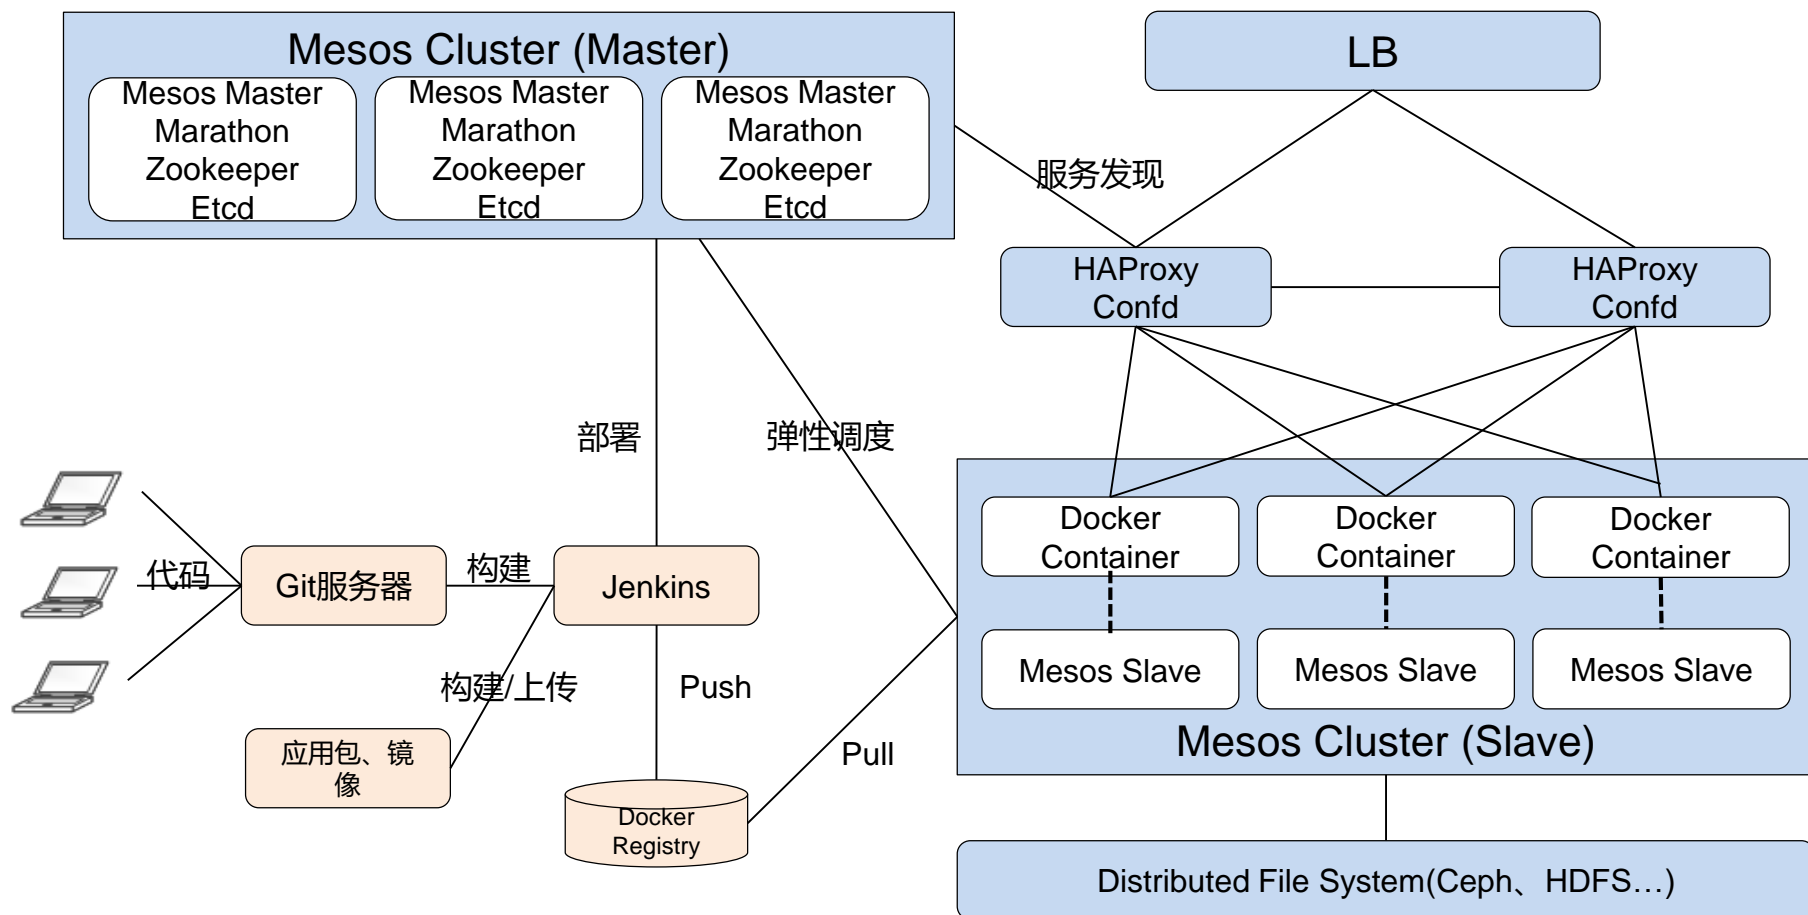 Mesos Cluster (Master)
Mesos Master
Marathon
Zookeeper
Etcd
Mesos Master
Marathon
Zookeeper
Etcd
Mesos Master
Marathon
Zookeeper
Etcd
LB
服务发现
HAProxy
Confd
HAProxy
Confd
部署
弹性调度
代码
Git服务器
构建
Jenkins
构建/上传
Push
Pull
应用包、镜
像
Docker
Registry
Docker
Container
Docker
Container
Docker
Container
Mesos Slave
Mesos Slave
Mesos Slave
Mesos Cluster (Slave)
Distributed File System(Ceph、HDFS...)